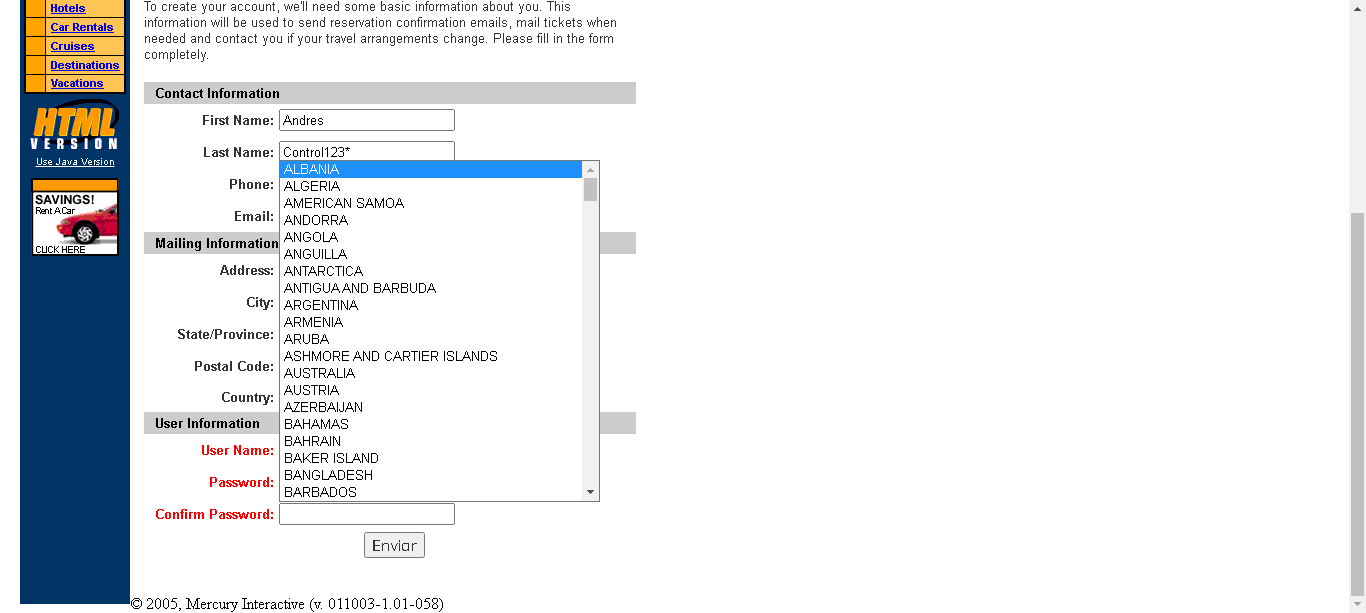 Hotels
Car Rentals
Cruises
Destinations
Vacations
HTML
VERSION
Use Java Version
SAVINGS!
Rent A Car
CLICK HERE
To create your account, we'll need some basic information about you. This
information will be used to send reservation confirmation emails, mail tickets when
needed and contact you if your travel arrangements change. Please fill in the form
completely.
Contact Information
First Name: Andres
Last Name: Control123*
Phone:
Email:
Mailing Information
Address:
City:
State/Province:
Postal Code:
Country:
ALBANIA
ALGERIA
AMERICAN SAMOA
ANDORRA
ANGOLA
ANGUILLA
ANTARCTICA
ANTIGUA AND BARBUDA
ARGENTINA
ARMENIA
ARUBA
ASHMORE AND CARTIER ISLANDS
AUSTRALIA
AUSTRIA
AZERBAIJAN
BAHAMAS
BAHRAIN
BAKER ISLAND
BANGLADESH
BARBADOS
User Information
User Name:
Password:
Confirm Password:
Enviar
© 2005, Mercury Interactive (v. 011003-1.01-058)